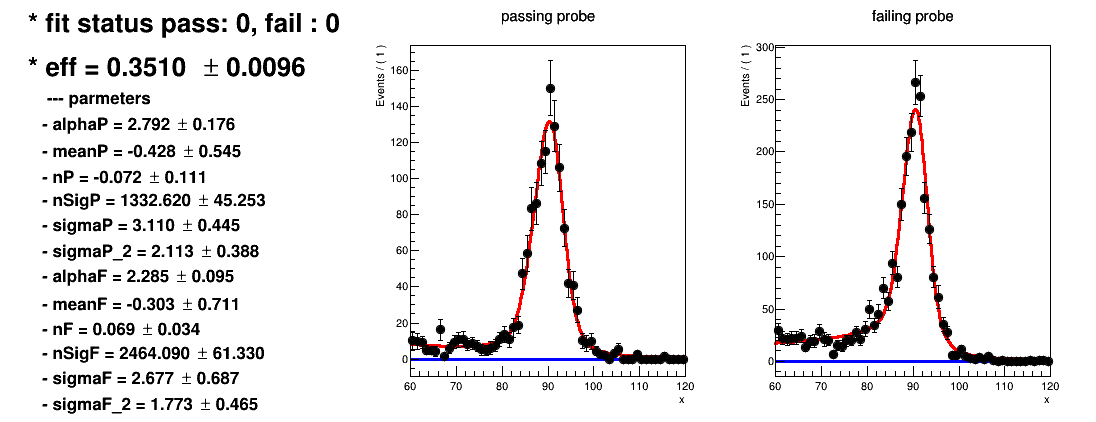 * fit status pass: 0, fail : 0
* eff = 0.3510 ± 0.0096
--- parmeters
- alphaP = 2.792 ± 0.176
- meanP = -0.428 ± 0.545
- nP = -0.072 ± 0.111
- nSigP = 1332.620 ± 45.253
- sigmaP = 3.110 ± 0.445
- sigmaP_2 = 2.113 ± 0.388
- alphaF = 2.285 ± 0.095
- meanF = -0.303 ± 0.711
- nF = 0.069 ± 0.034
- nSigF = 2464.090 ± 61.330
- sigmaF = 2.677 ± 0.687
- sigmaF_2 = 1.773 ± 0.465
passing probe
Events / ( 1 )
160
140
120
100
80
60
40
20
0
60 70 80 90 100 110 120
x
failing probe
Events / ( 1 )
300
250
200
150
100
50
0
60 70 80 90 100 110 120
x